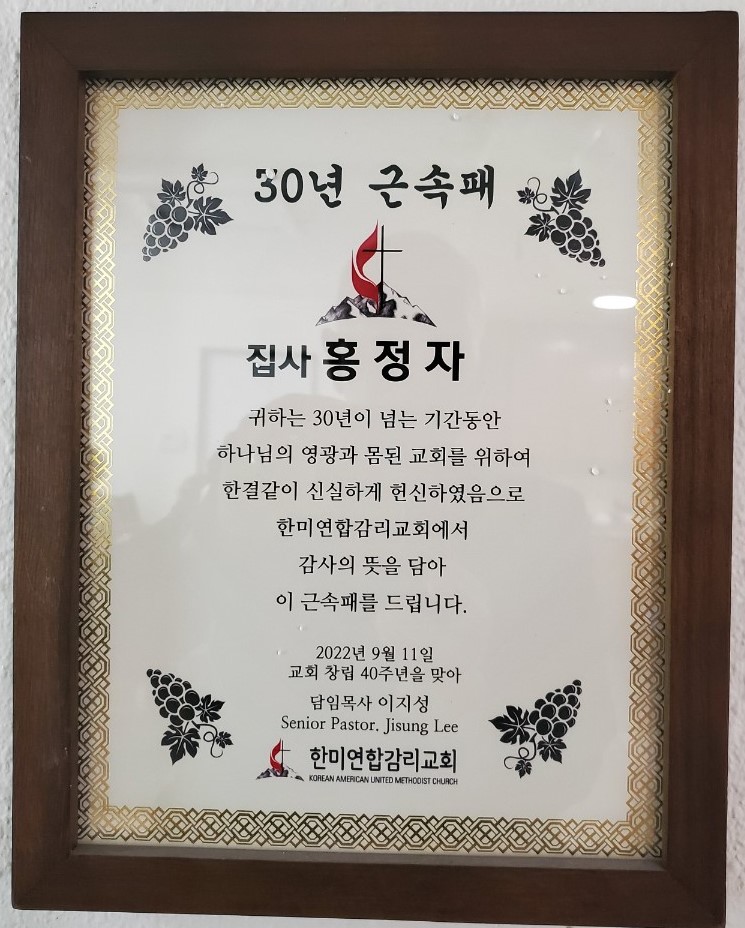 30년 근속패
집사 홍정자
귀하는 30년이 넘는 기간동안
하나님의 영광과 몸된 교회를 위하여
한결같이 신실하게 헌신하였음으로
한미연합감리교회에서
감사의 뜻을 담아
이 근속패를 드립니다.
2022년 9월 11일
교회 창립 40주년을 맞아
담임목사 이지성
Senior Pastor. Jisung Lee
한미연합감리교회
KOREAN AMERICAN UNITED METHODIST CHURCH